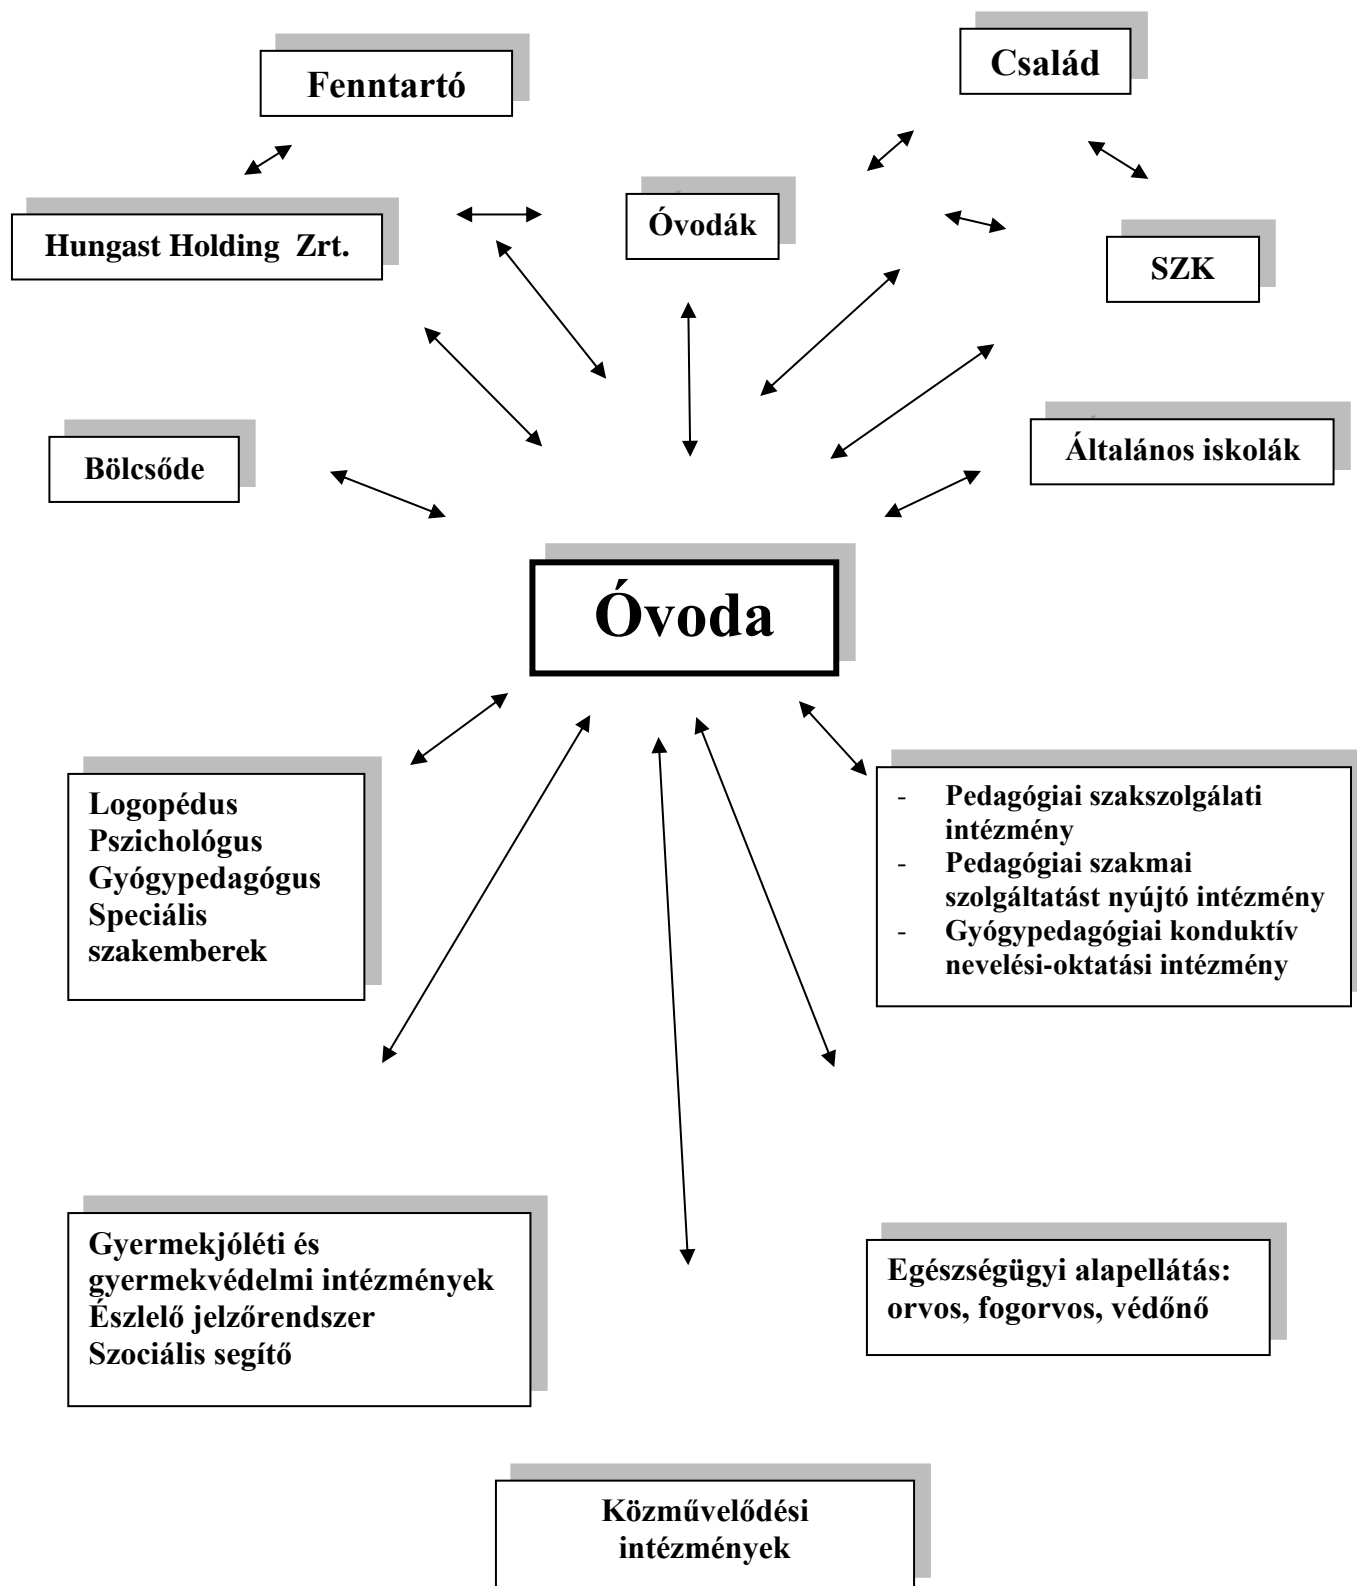 Fenntartó
Család
Hungast Holding Zrt.
Óvodák
SZK
Bölcsőde
Általános iskolák
Óvoda
Logopédus
Pszichológus
Gyógypedagógus
Speciális
szakemberek
- Pedagógiai szakszolgálati
intézmény
- Pedagógiai szakmai
szolgáltatást nyújtó intézmény
- Gyógypedagógiai konduktív
nevelési-oktatási intézmény
Gyermekjóléti és
gyermekvédelmi intézmények
Észlelő jelzőrendszer
Szociális segítő
Egészségügyi alapellátás:
orvos, fogorvos, védőnő
Közművelődési
intézmények